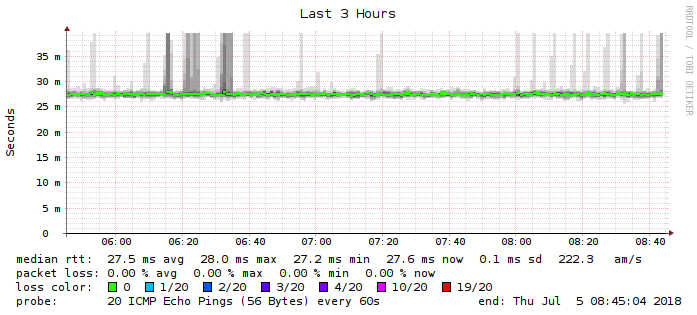 Last 3 Hours
RRDTOOL / TOBI OETIKER
Seconds
35 m
30 m
25 m
20 m
15 m
10 m
5 m
0
06:00 06:20 06:40 07:00 07:20 07:40 08:00 08:20 08:40
median rtt: 27.5 ms avg 28.0 ms max 27.2 ms min 27.6 ms now 0.1 ms sd 222.3 am/s
packet loss: 0.00 % avg 0.00 % max 0.00 % min 0.00 % now
loss color: 0 1/20 2/20 3/20 4/20 10/20 19/20
probe: 20 ICMP Echo Pings (56 Bytes) every 60s end: Thu Jul 5 08:45:04 2018